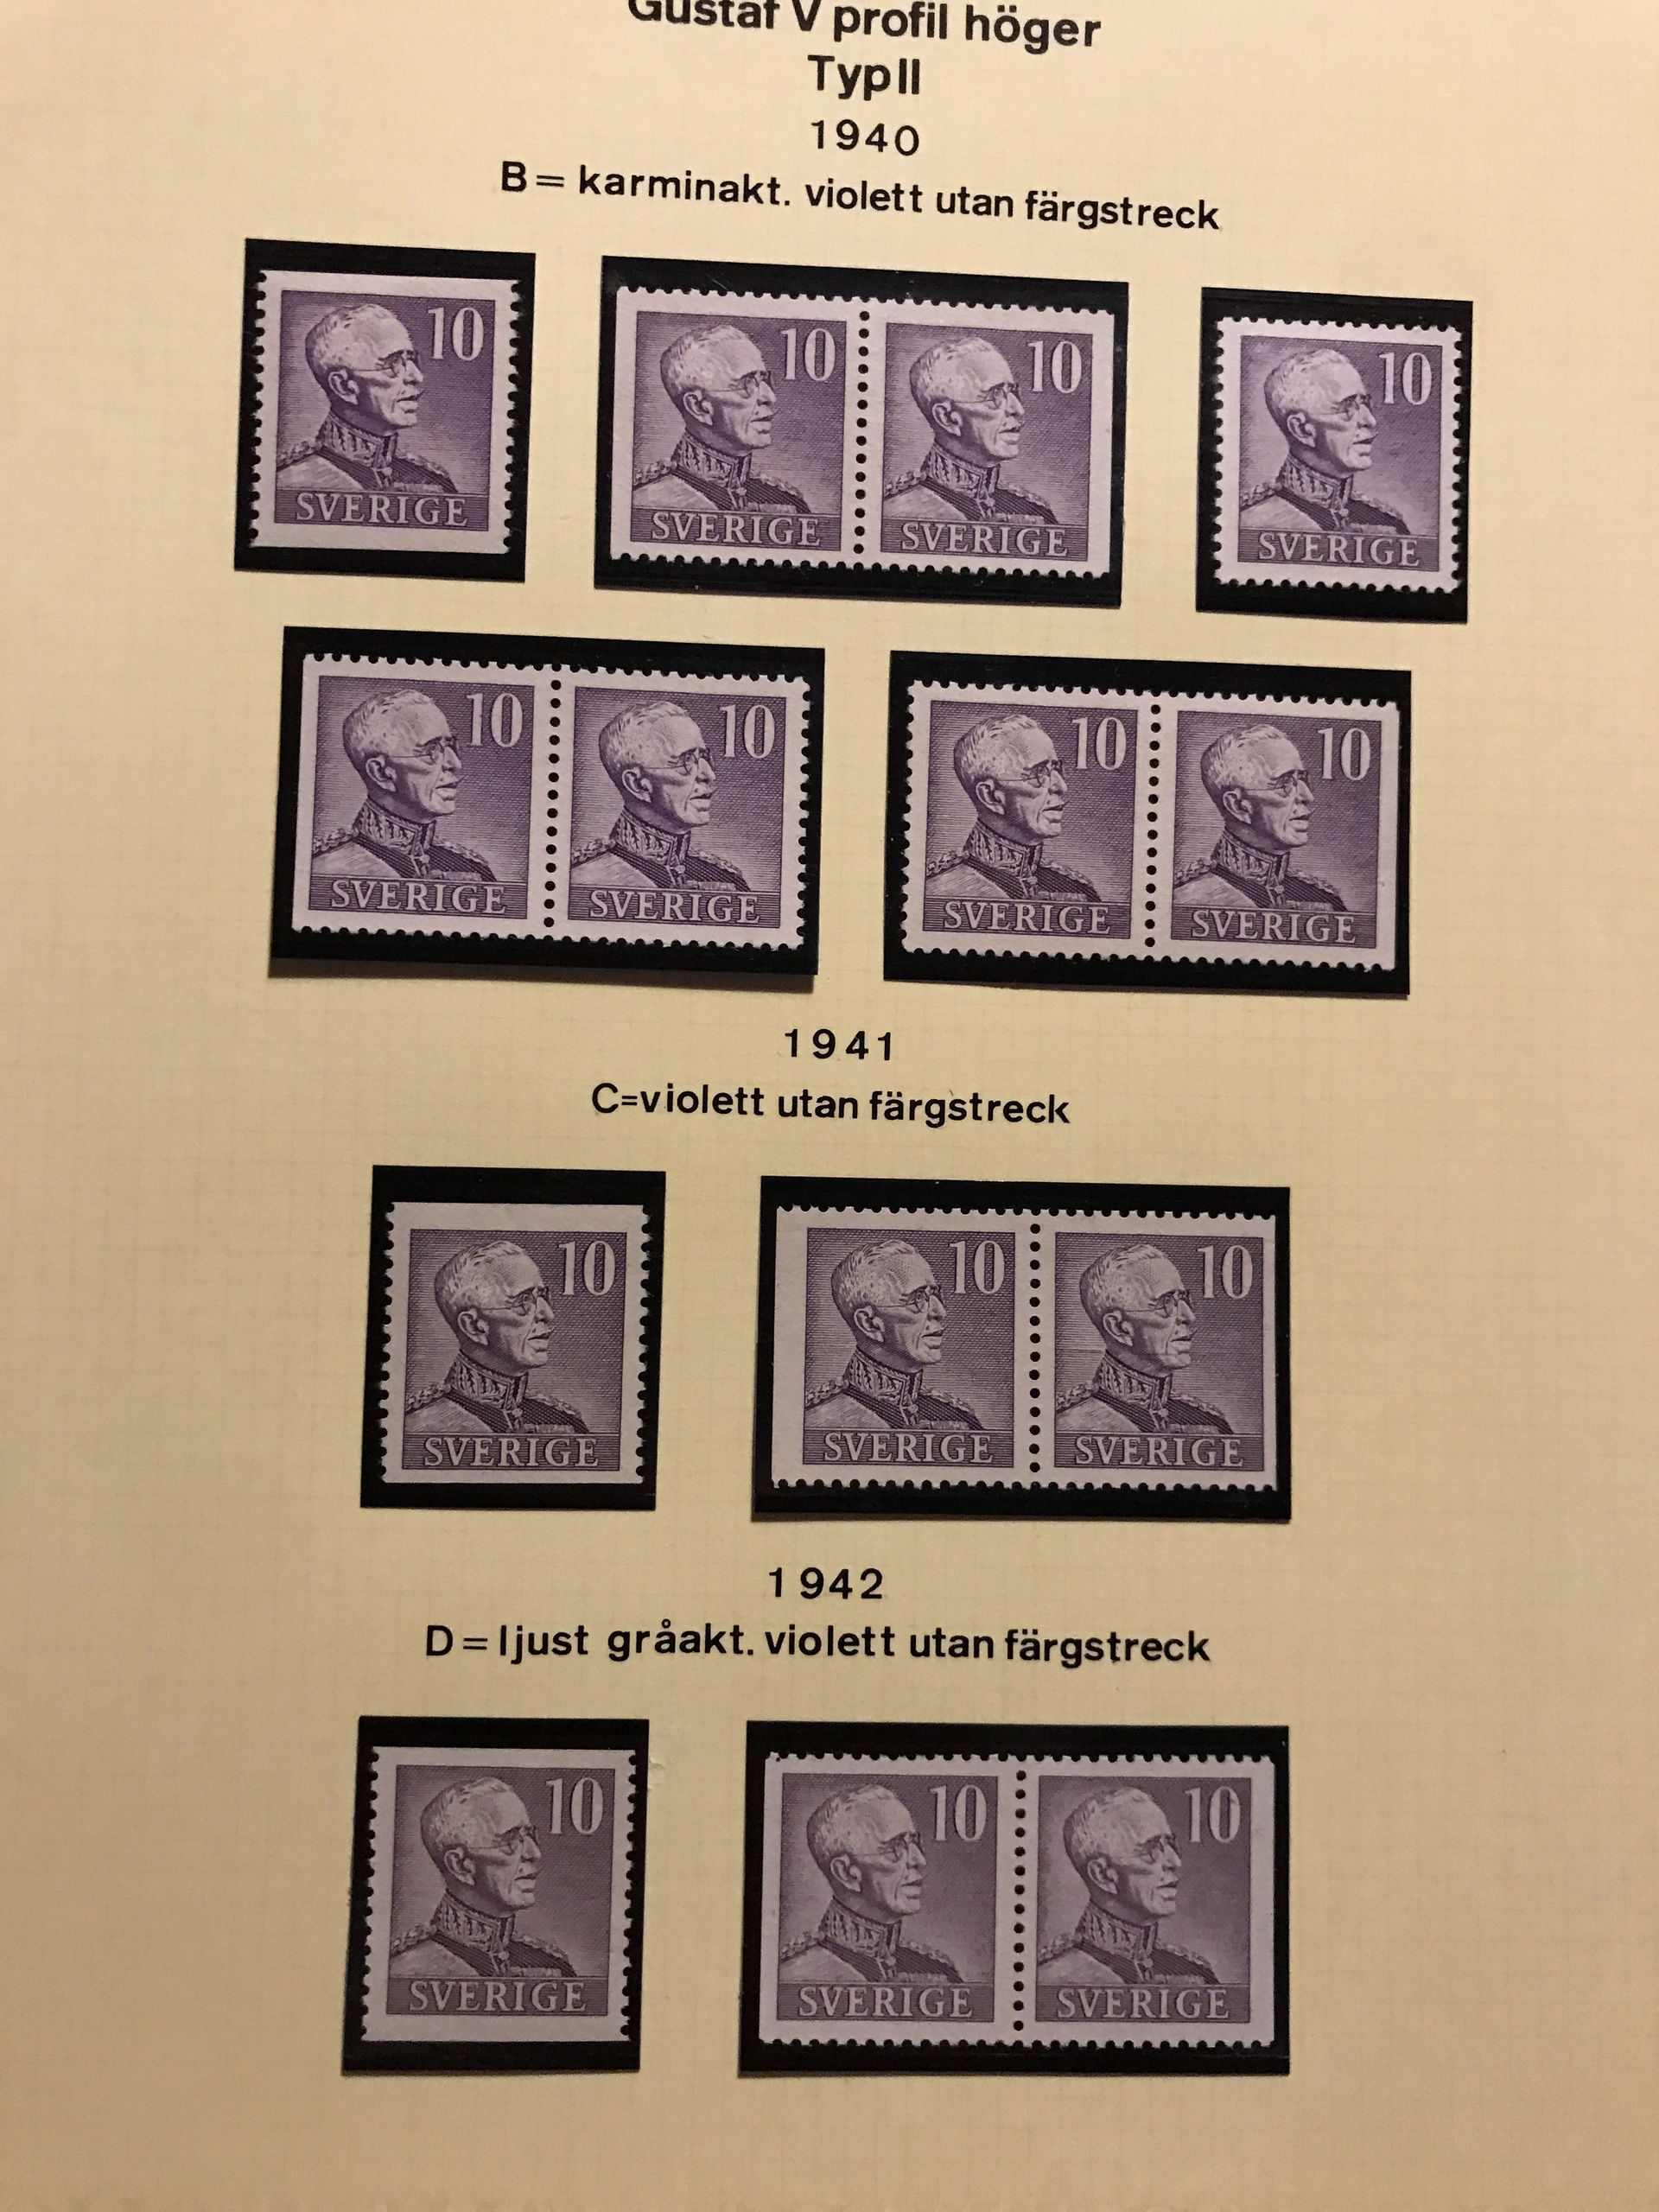 Gustaf V profil höger
Typ II
1940
B = karminakt. violett utan färgstreck
10
SVERIGE
10
SVERIGE
10
SVERIGE
10
SVERIGE
10
SVERIGE
10
SVERIGE
10
SVERIGE
10
SVERIGE
1941
C=violett utan färgstreck
10
SVERIGE
10
SVERIGE
10
SVERIGE
1942
D = ljust gråakt. violett utan färgstreck
10
SVERIGE
10
SVERIGE
10
SVERIGE